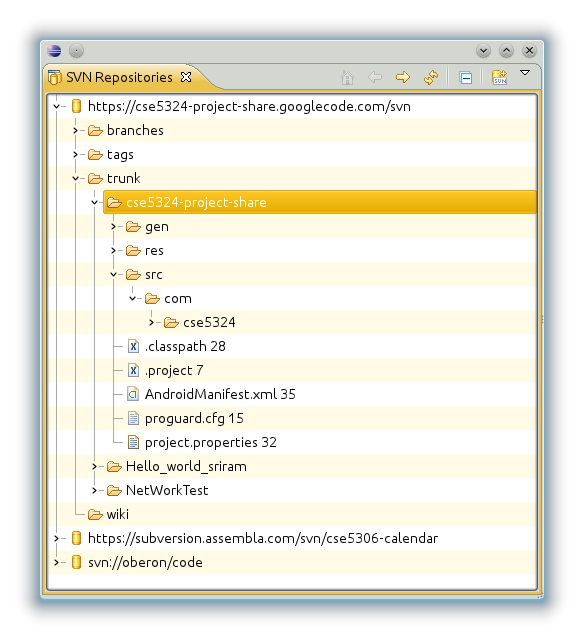 SVN Repositories
SVN
https://cse5324-project-share.googlecode.com/svn
branches
tags
trunk
cse5324-project-share
gen
res
src
com
cse5324
.classpath 28
.project 7
AndroidManifest.xml 35
proguard.cfg 15
project.properties 32
Hello_world_sriram
NetWorkTest
wiki
https://subversion.assembla.com/svn/cse5306-calendar
svn://oberon/code